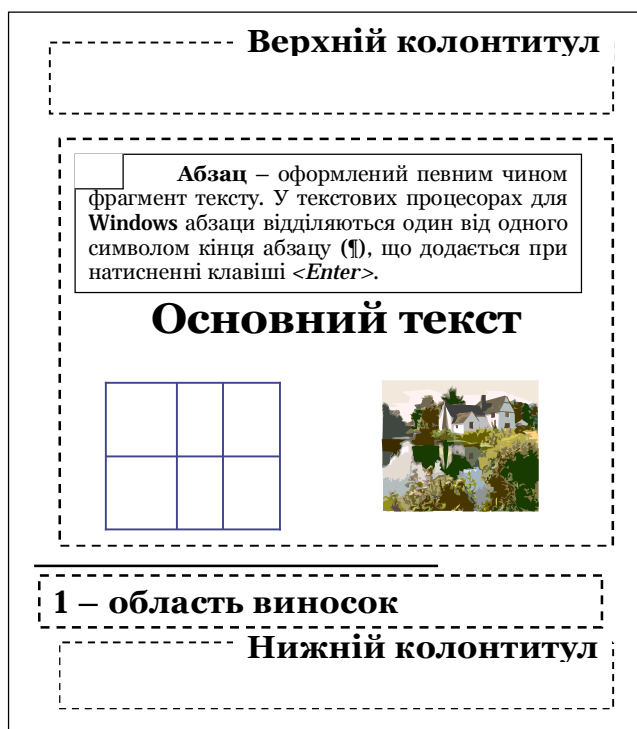 Верхній колонтитул
Абзац – оформлений певним чином
фрагмент тексту. У текстових процесорах для
Windows абзаци відділяються один від одного
символом кінця абзацу (¶), що додається при
натисненні клавіші <Enter>.
Основний текст
1 – область виносок
Нижній колонтитул